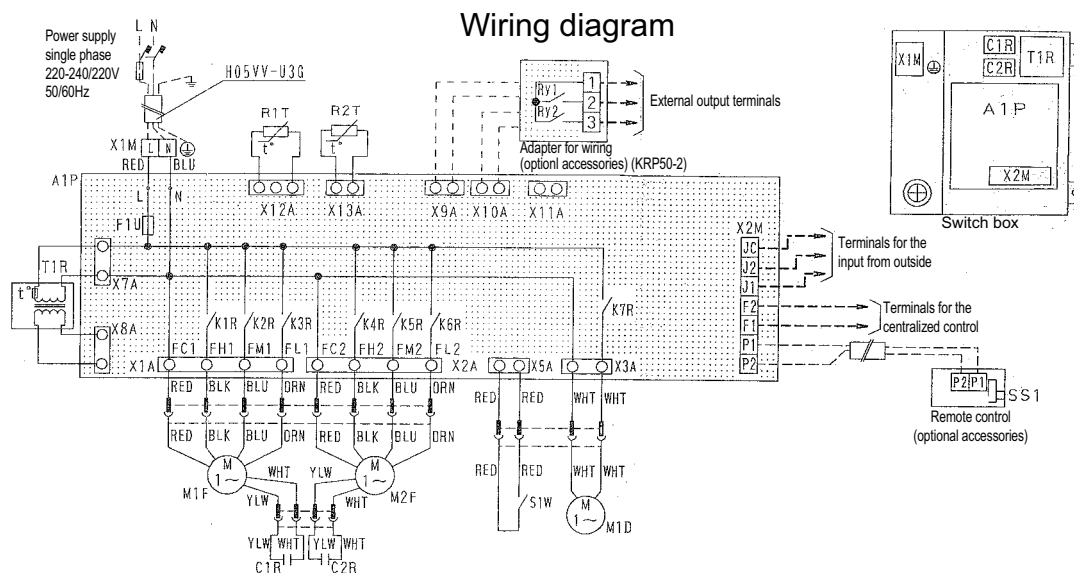 Wiring diagram
L N
Power supply
single phase
220-240/220V
50/60Hz
H05VV-U3G
X1M
L N
RED BLU
A1P
L N
F1U
R1T
t°
R2T
t°
X12A X13A X9A X10A X11A
Ry1
Ry2
1
2
3
External output terminals
Adapter for wiring
(optionl accessories) (KRP50-2)
X1M
C1R
C2R
T1R
A1P
X2M
Switch box
T1R
t°
X7A
X8A
X2M
JC
J2
J1
F2
F1
P1
P2
Terminals for the
input from outside
Terminals for the
centralized control
P2 P1
SS1
Remote control
(optional accessories)
K1R K2R K3R K4R K5R K6R K7R
FC1 FH1 FM1 FL1 FC2 FH2 FM2 FL2
X1A X2A X5A X3A
RED BLK BLU ORN RED BLK BLU ORN RED RED WHT WHT
RED BLK BLU ORN RED BLK BLU ORN RED RED WHT WHT
M
1~
M1F
WHT
YLW
YLW
WHT
M
1~
M2F
S1W
M
1~
M1D
YLW WHT YLW WHT
C1R C2R